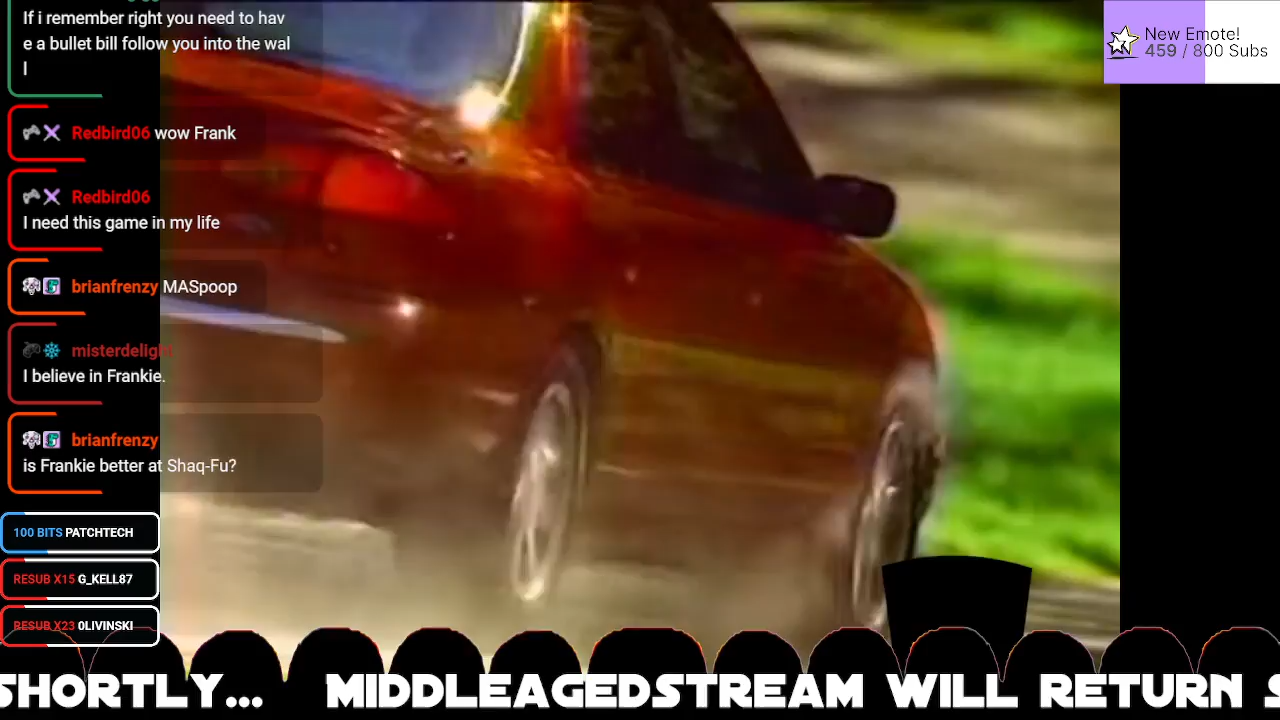 If i remember right you need to hav
e a bullet bill follow you into the wal
l
Redbird06 wow Frank
Redbird06
I need this game in my life
brianfrenzy MASpoop
misterdelight
I believe in Frankie.
brianfrenzy
is Frankie better at Shaq-Fu?
100 BITS PATCHTECH
RESUB X15 G_KELL87
RESUB X23 0LIVINSKI
New Emote!
459 / 800 Subs
SHORTLY... MIDDLEAGEDSTREAM WILL RETURN S